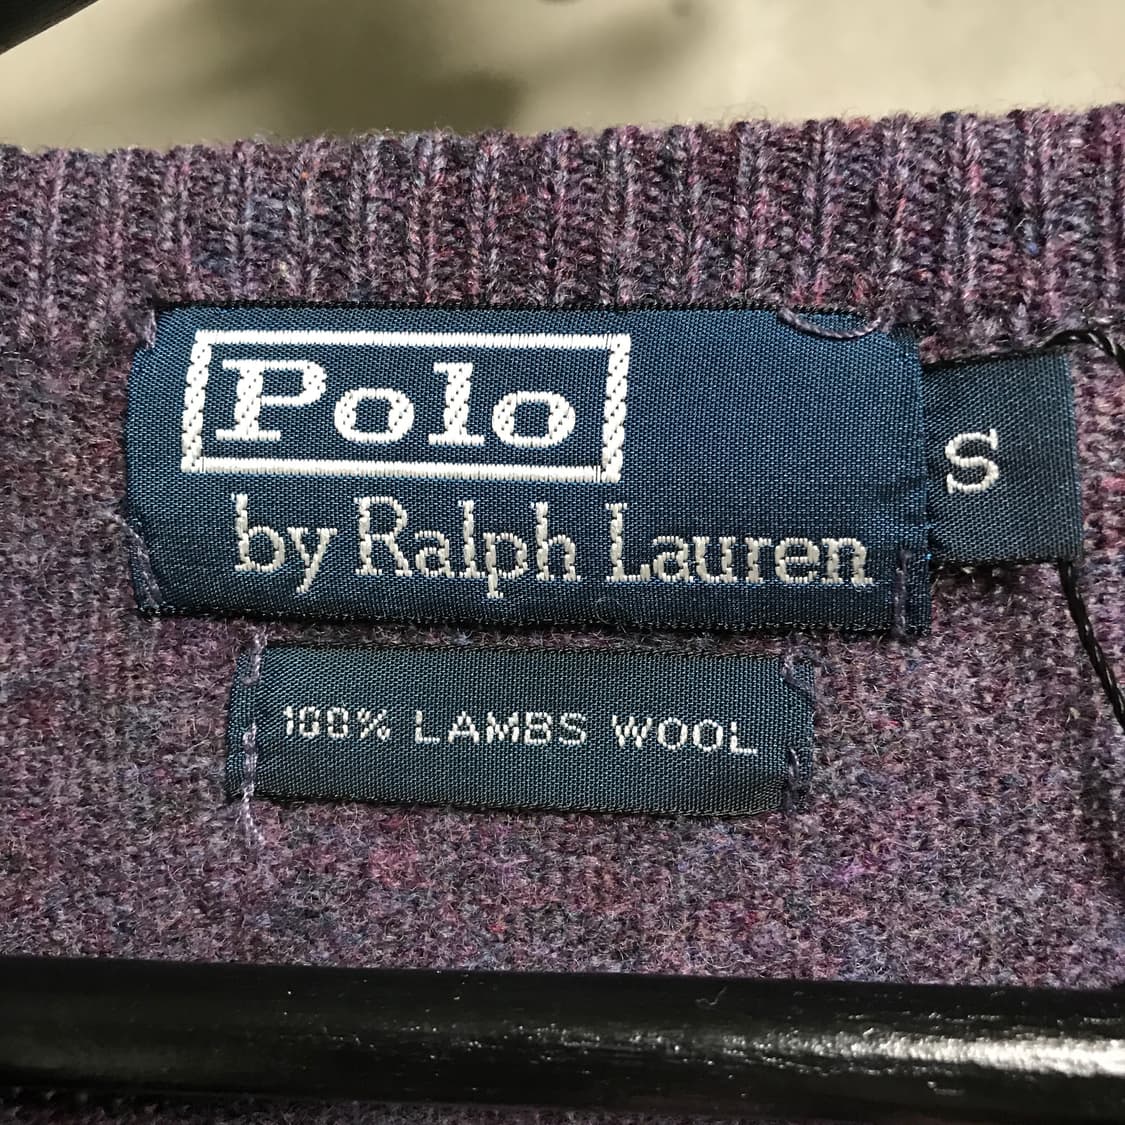 Polo
by Ralph Lauren
S
100% LAMBS WOOL